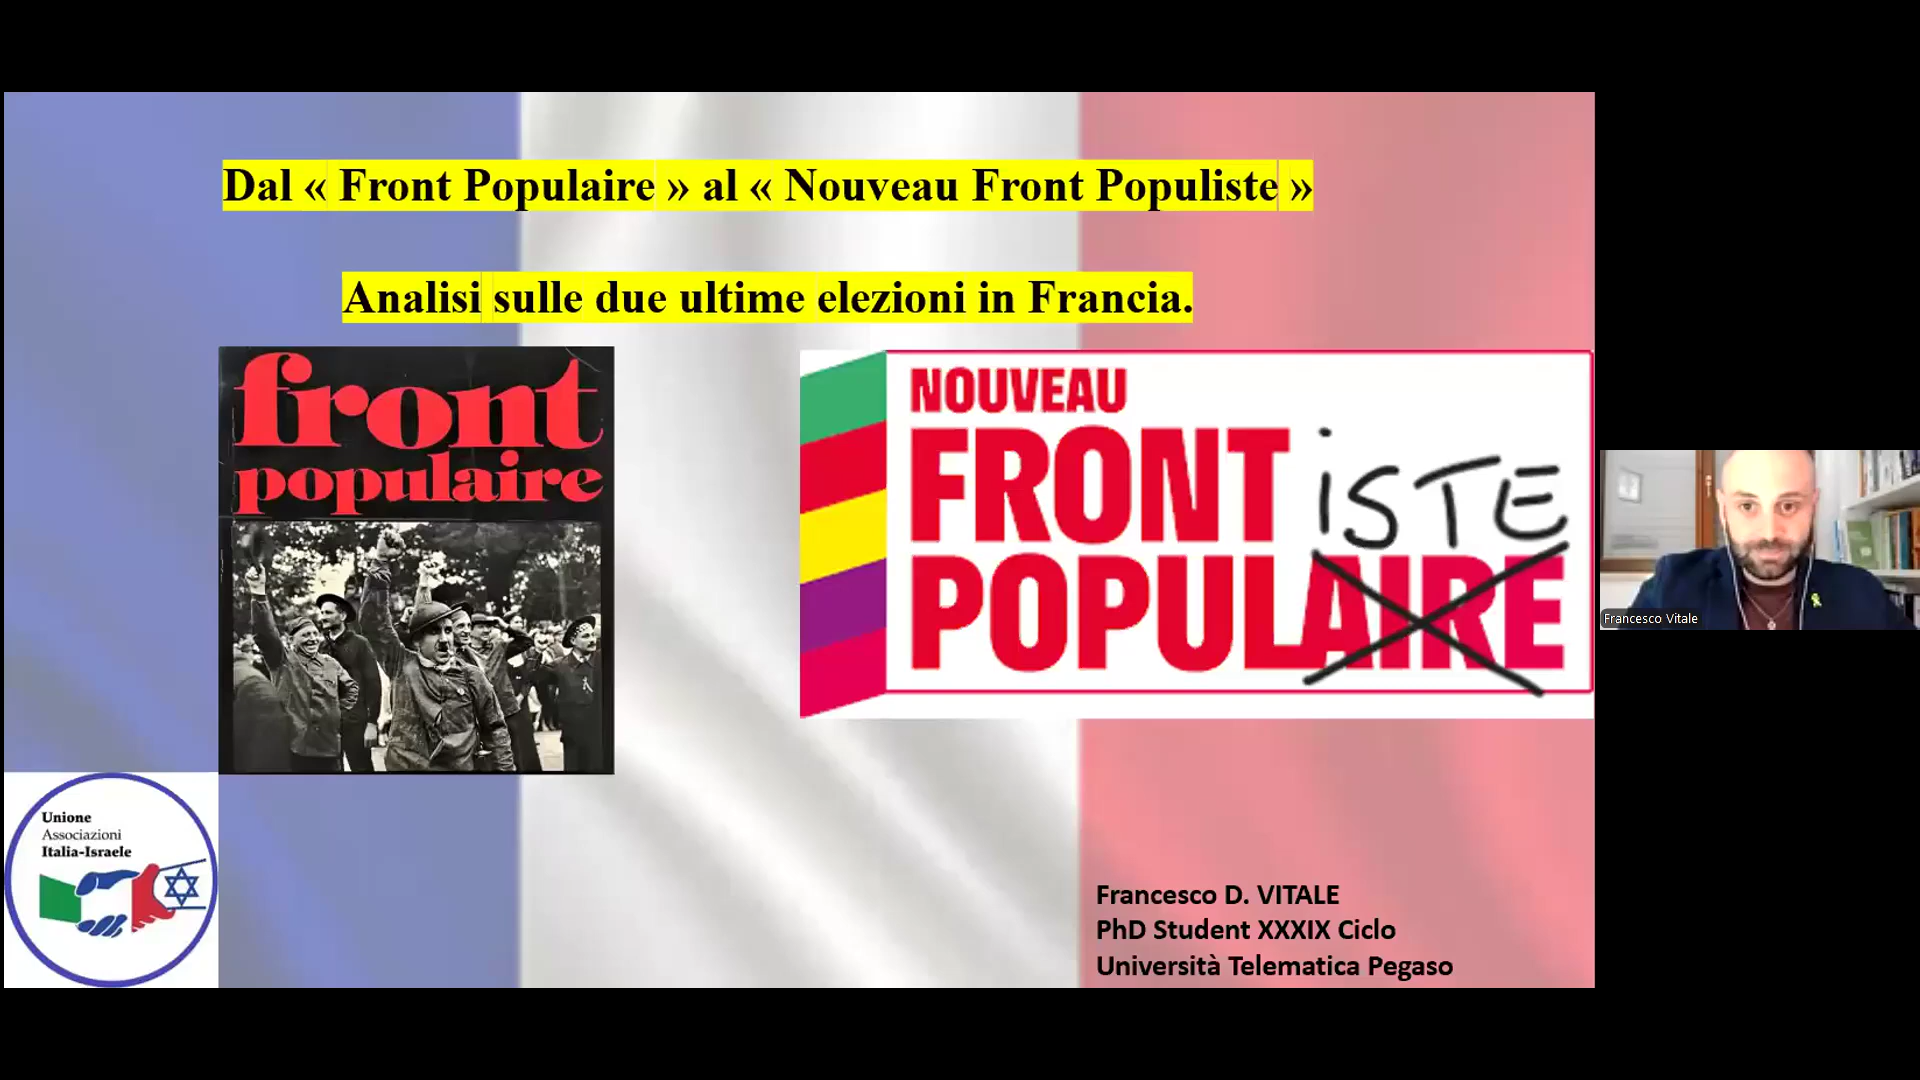 Dal « Front Populaire » al « Nouveau Front Populiste »
Analisi sulle due ultime elezioni in Francia.
front
populaire
NOUVEAU
FRONT iSTE
POPULAIRE
Francesco Vitale
Unione
Associazioni
Italia-Israele
Francesco D. VITALE
PhD Student XXXIX Ciclo
Università Telematica Pegaso